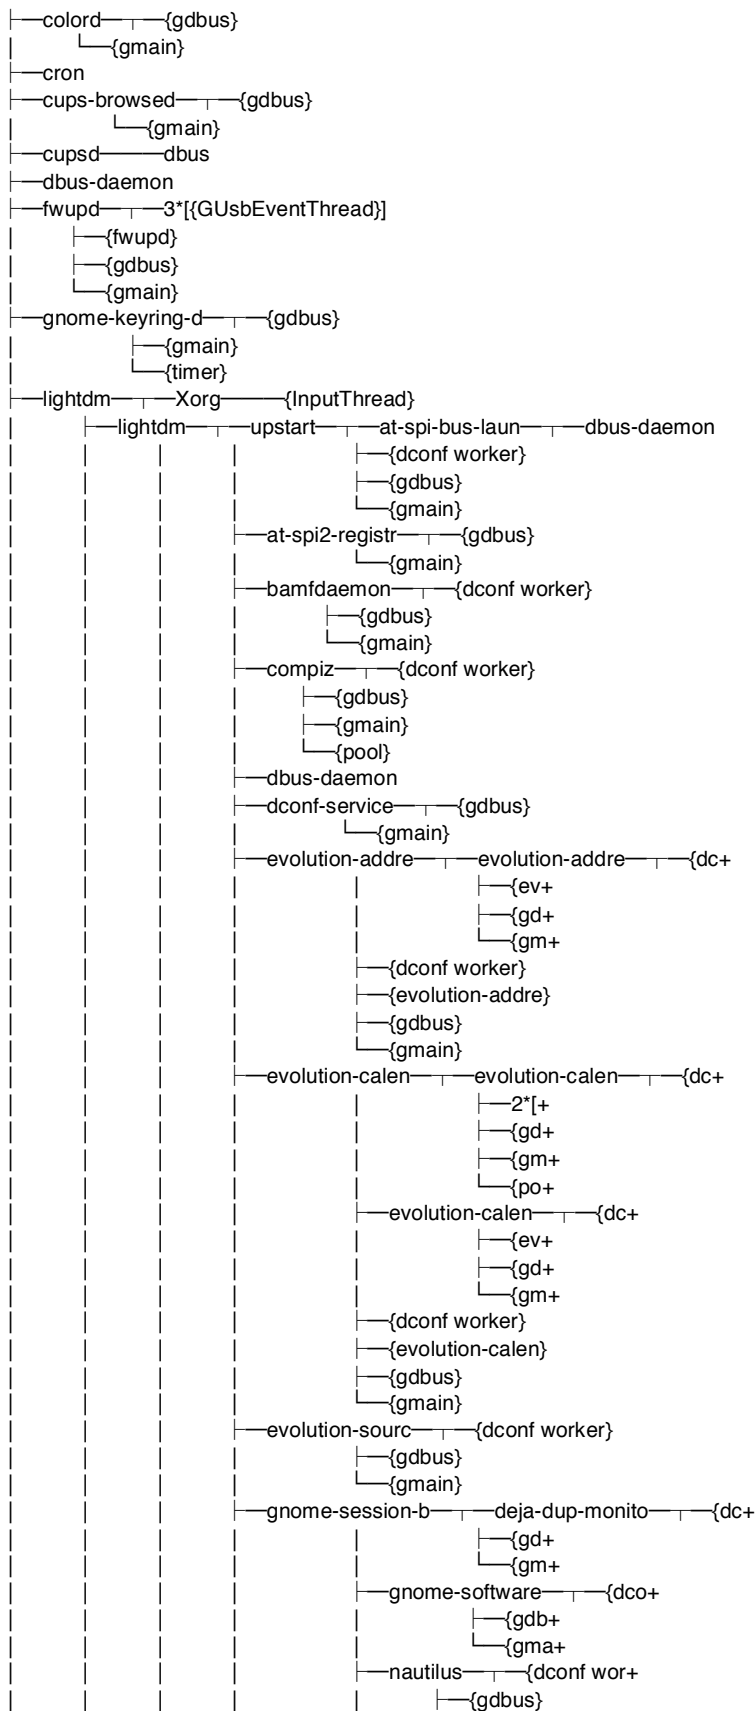 ├──colord─┬─{gdbus}
│ └──{gmain}
├──cron
├──cups-browsed─┬─{gdbus}
│ └──{gmain}
├──cupsd───dbus
├──dbus-daemon
├──fwupd─┬─3*[{GUsbEventThread}]
│ ├──{fwupd}
│ ├──{gdbus}
│ └──{gmain}
├──gnome-keyring-d─┬─{gdbus}
│ ├──{gmain}
│ └──{timer}
├──lightdm─┬─Xorg───{InputThread}
│ ├──lightdm─┬─upstart─┬─at-spi-bus-laun─┬─dbus-daemon
│ │ │ │ ├──{dconf worker}
│ │ │ │ ├──{gdbus}
│ │ │ │ └──{gmain}
│ │ │ ├──at-spi2-registr─┬─{gdbus}
│ │ │ │ └──{gmain}
│ │ │ ├──bamfdaemon─┬─{dconf worker}
│ │ │ │ ├──{gdbus}
│ │ │ │ └──{gmain}
│ │ │ ├──compiz─┬─{dconf worker}
│ │ │ │ ├──{gdbus}
│ │ │ │ ├──{gmain}
│ │ │ │ └──{pool}
│ │ │ ├──dbus-daemon
│ │ │ ├──dconf-service─┬─{gdbus}
│ │ │ │ └──{gmain}
│ │ │ ├──evolution-addre─┬─evolution-addre─┬─{dc+
│ │ │ │ │ ├──{ev+
│ │ │ │ │ ├──{gd+
│ │ │ │ │ └──{gm+
│ │ │ │ ├──{dconf worker}
│ │ │ │ ├──{evolution-addre}
│ │ │ │ ├──{gdbus}
│ │ │ │ └──{gmain}
│ │ │ ├──evolution-calen─┬─evolution-calen─┬─{dc+
│ │ │ │ │ ├──2*[+
│ │ │ │ │ ├──{gd+
│ │ │ │ │ ├──{gm+
│ │ │ │ │ └──{po+
│ │ │ │ ├──evolution-calen─┬─{dc+
│ │ │ │ │ ├──{ev+
│ │ │ │ │ ├──{gd+
│ │ │ │ │ └──{gm+
│ │ │ │ ├──{dconf worker}
│ │ │ │ ├──{evolution-calen}
│ │ │ │ ├──{gdbus}
│ │ │ │ └──{gmain}
│ │ │ ├──evolution-sourc─┬─{dconf worker}
│ │ │ │ ├──{gdbus}
│ │ │ │ └──{gmain}
│ │ │ ├──gnome-session-b─┬─deja-dup-monito─┬─{dc+
│ │ │ │ │ ├──{gd+
│ │ │ │ │ └──{gm+
│ │ │ │ ├──gnome-software─┬─{dco+
│ │ │ │ │ ├──{gdb+
│ │ │ │ │ └──{gma+
│ │ │ │ ├──nautilus─┬─{dconf wor+
│ │ │ │ │ ├──{gdbus}